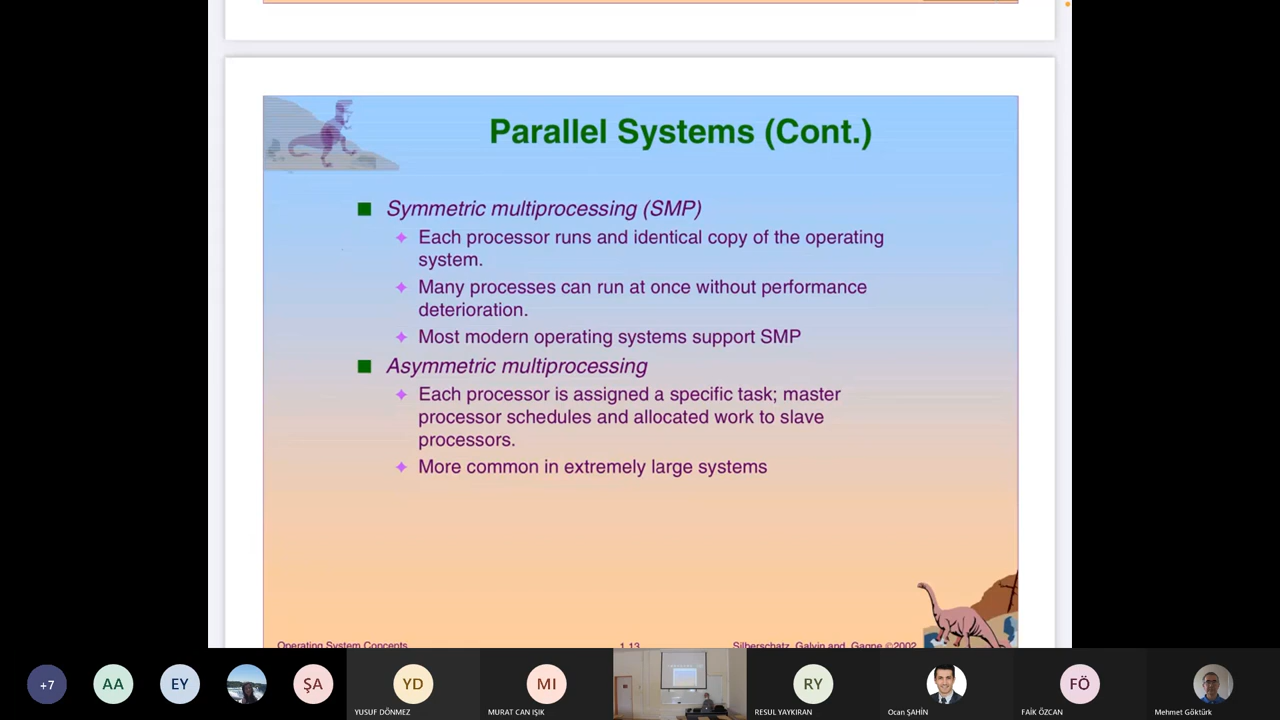 Parallel Systems (Cont.)
Symmetric multiprocessing (SMP)
Each processor runs and identical copy of the operating
system.
Many processes can run at once without performance
deterioration.
Most modern operating systems support SMP
Asymmetric multiprocessing
Each processor is assigned a specific task; master
processor schedules and allocated work to slave
processors.
More common in extremely large systems
Operating System Concepts
1.13
Silberschatz, Galvin and Gagne ©2002
+7
AA
EY
ŞA
YD
MI
RY
FÖ
YUSUF DÖNMEZ
MURAT CAN IŞIK
RESUL YAYKIRAN
Ocan ŞAHİN
FAİK ÖZCAN
Mehmet Göktürk